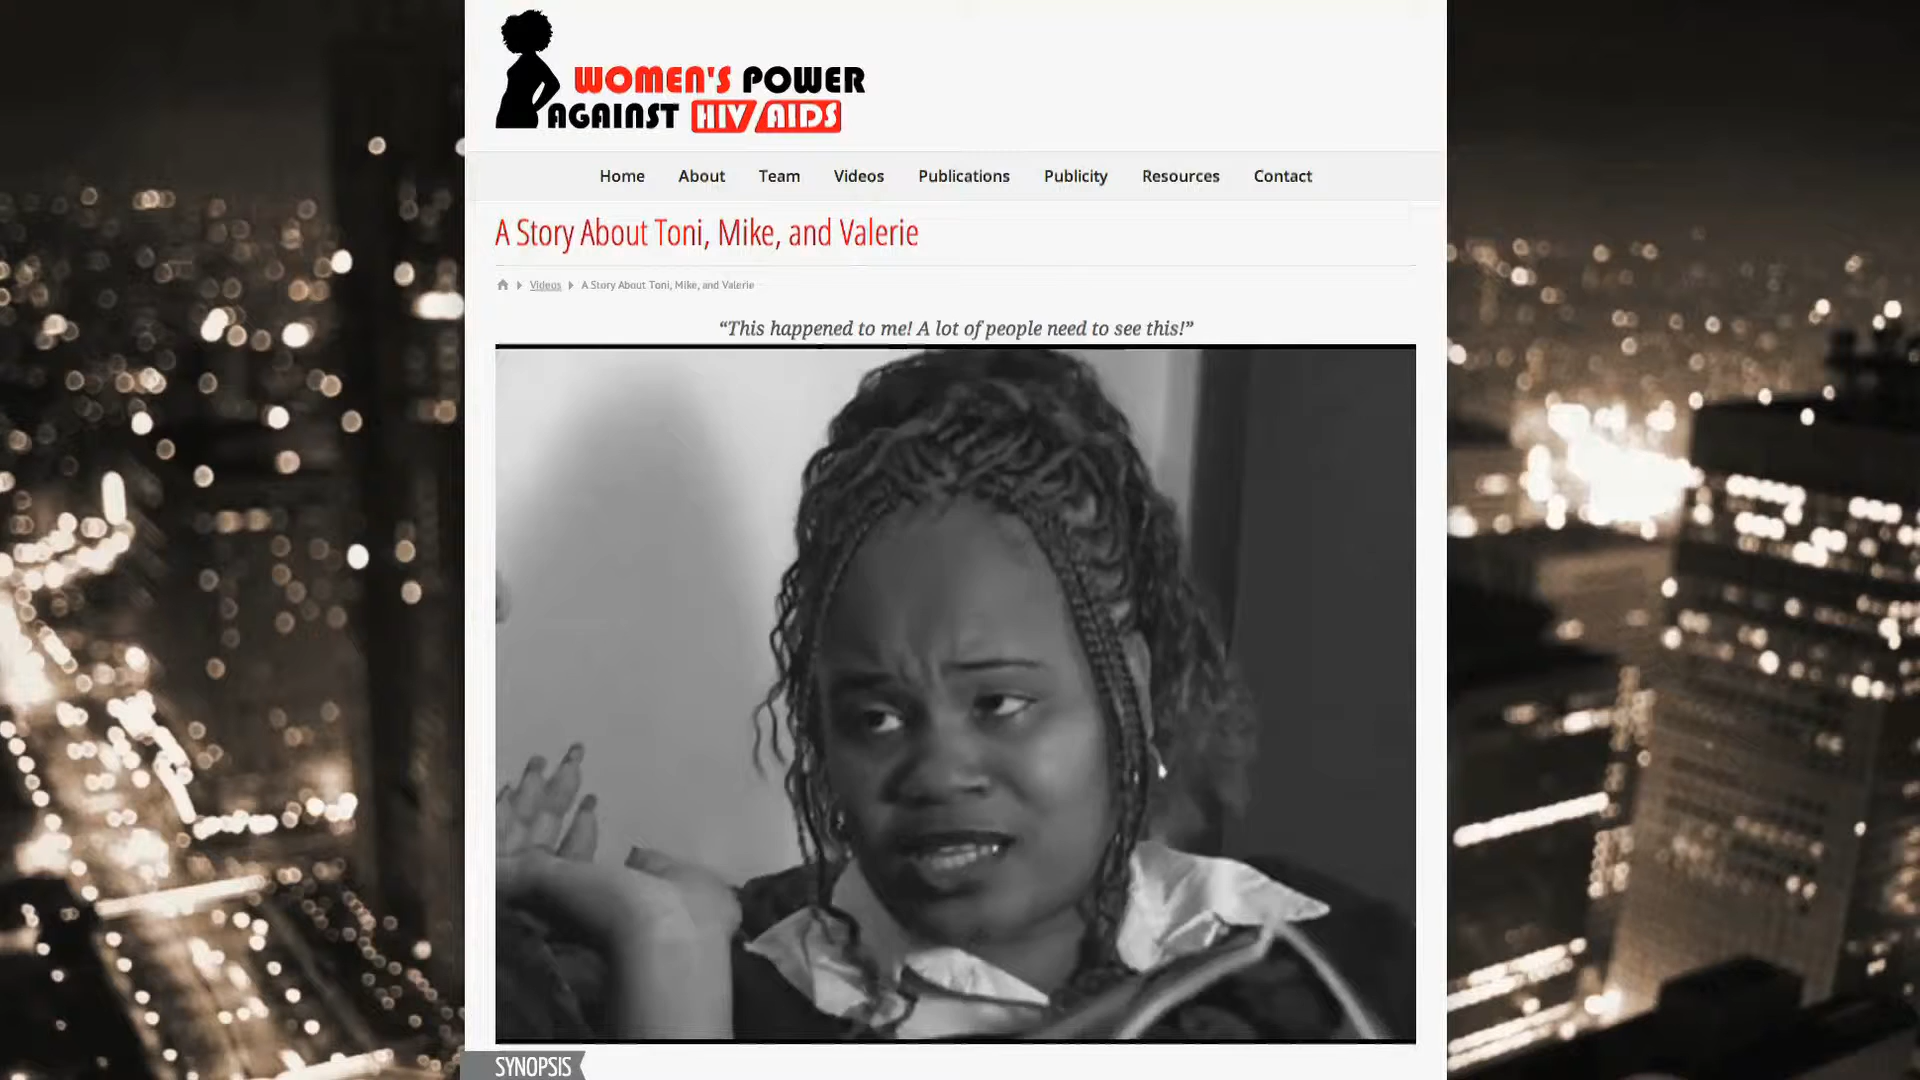 WOMEN'S POWER
AGAINST HIV/AIDS
Home About Team Videos Publications Publicity Resources Contact
A Story About Toni, Mike, and Valerie
Videos A Story About Toni, Mike, and Valerie
“This happened to me! A lot of people need to see this!”
SYNOPSIS